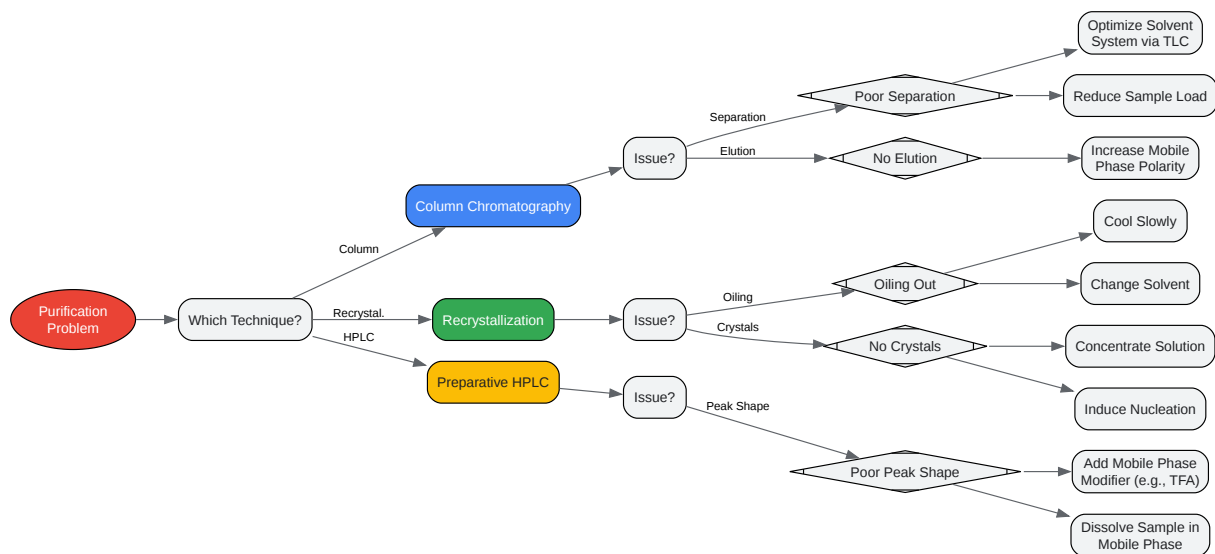 Optimize Solvent
System via TLC
Poor Separation
Reduce Sample Load
Separation
Issue?
Elution
No Elution
Increase Mobile
Phase Polarity
Column Chromatography
Column
Cool Slowly
Oiling Out
Change Solvent
Purification
Problem
Which Technique?
Recrystal.
Recrystallization
Issue?
Oiling
Crystals
No Crystals
Concentrate Solution
HPLC
Preparative HPLC
Issue?
Induce Nucleation
Peak Shape
Poor Peak Shape
Add Mobile Phase
Modifier (e.g., TFA)
Dissolve Sample in
Mobile Phase